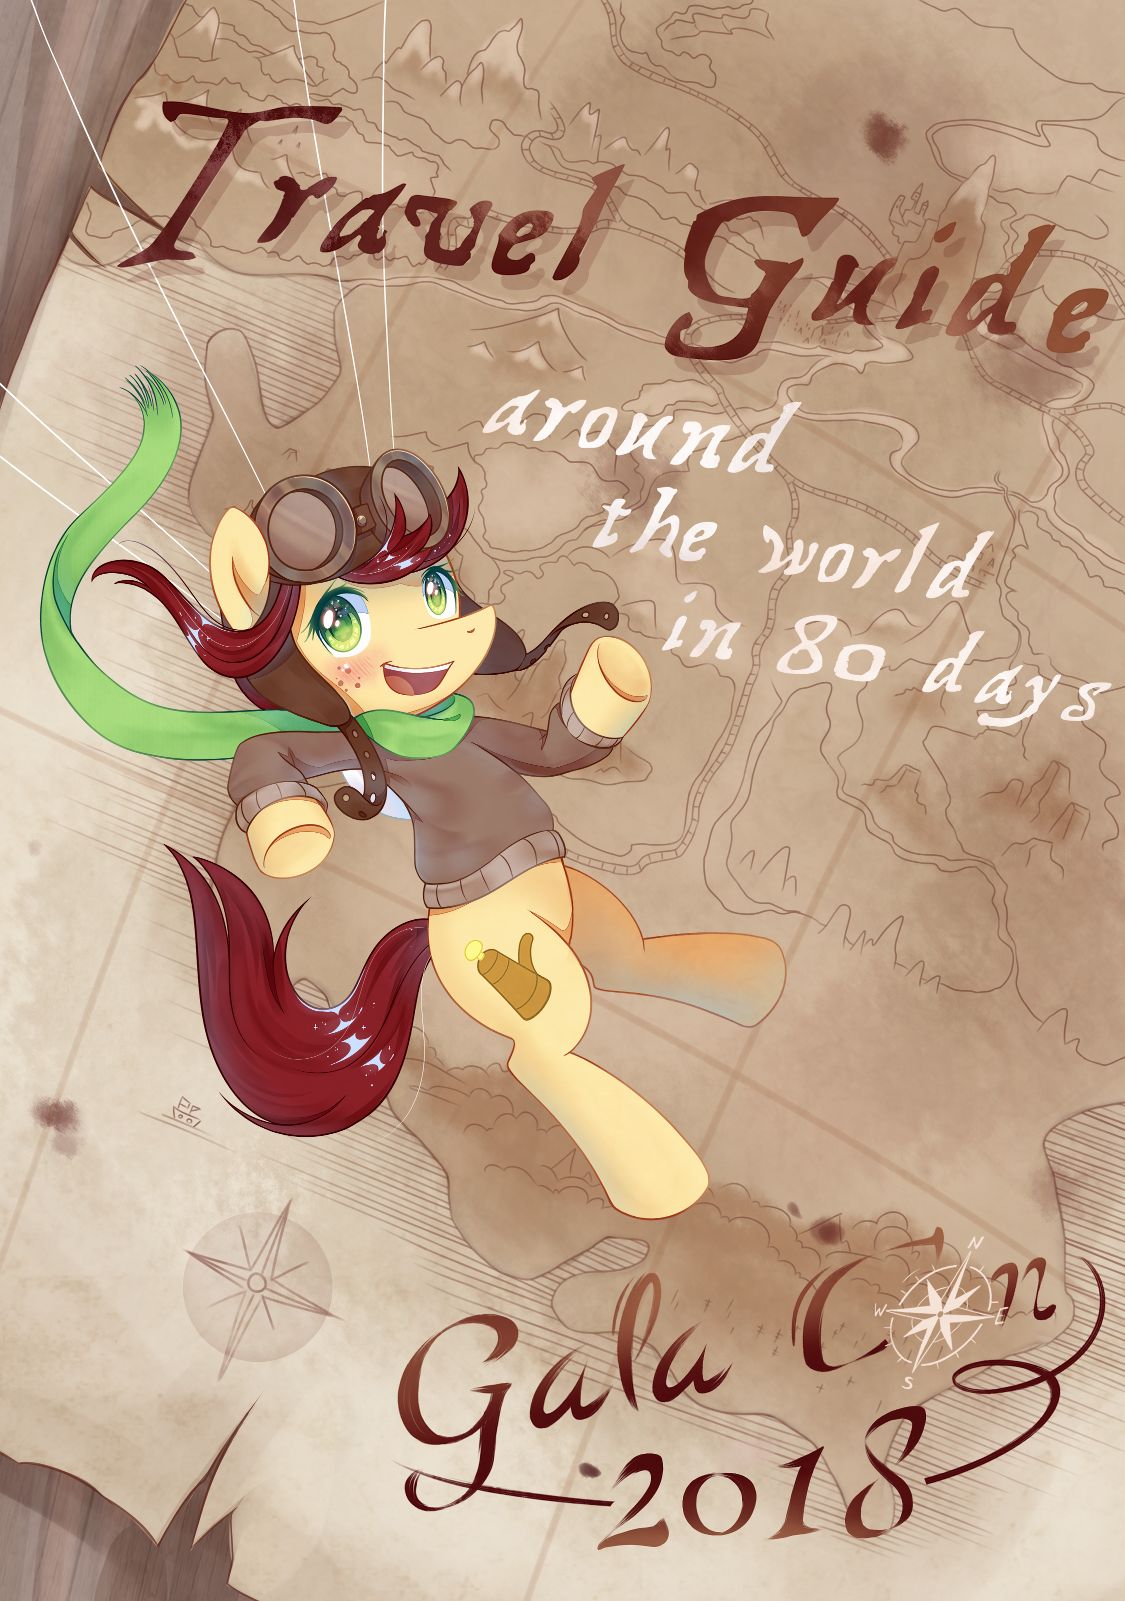 Travel Guide
around
the world
in 80 days
Gala Con
N
W
E
S
2018